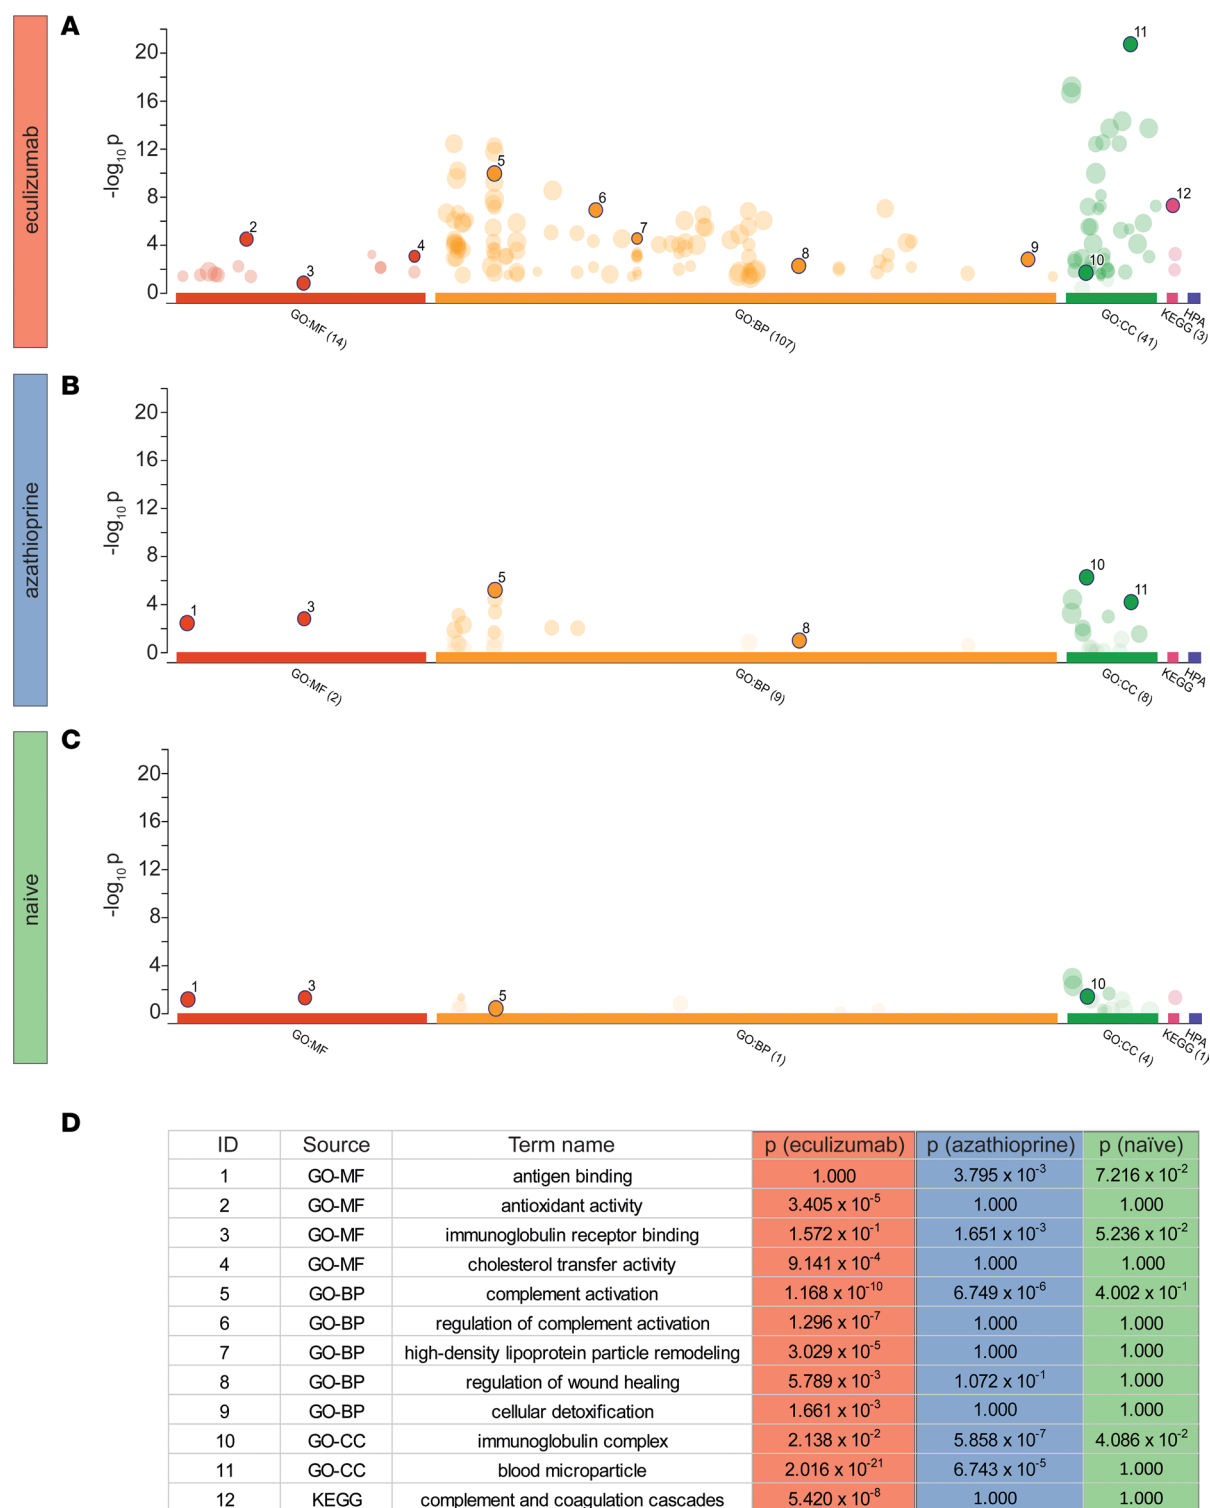 eculizumab
A
-log10 p
20
16
12
8
4
0
1
2
3
4
5
6
7
8
9
10
11
12
GO:MF (14)
GO:BP (107)
GO:CC (41)
KEGG (3)
HPA
azathioprine
B
-log10 p
20
16
12
8
4
0
1
3
5
8
10
11
GO:MF (2)
GO:BP (9)
GO:CC (8)
KEGG
HPA
naive
C
-log10 p
20
16
12
8
4
0
1
3
5
10
GO:MF
GO:BP (1)
GO:CC (4)
KEGG (1)
HPA
D
ID Source Term name p (eculizumab) p (azathioprine) p (naïve)
1 GO-MF antigen binding 1.000 3.795 x 10-3 7.216 x 10-2
2 GO-MF antioxidant activity 3.405 x 10-5 1.000 1.000
3 GO-MF immunoglobulin receptor binding 1.572 x 10-1 1.651 x 10-3 5.236 x 10-2
4 GO-MF cholesterol transfer activity 9.141 x 10-4 1.000 1.000
5 GO-BP complement activation 1.168 x 10-10 6.749 x 10-6 4.002 x 10-1
6 GO-BP regulation of complement activation 1.296 x 10-7 1.000 1.000
7 GO-BP high-density lipoprotein particle remodeling 3.029 x 10-5 1.000 1.000
8 GO-BP regulation of wound healing 5.789 x 10-3 1.072 x 10-1 1.000
9 GO-BP cellular detoxification 1.661 x 10-3 1.000 1.000
10 GO-CC immunoglobulin complex 2.138 x 10-2 5.858 x 10-7 4.086 x 10-2
11 GO-CC blood microparticle 2.016 x 10-21 6.743 x 10-5 1.000
12 KEGG complement and coagulation cascades 5.420 x 10-8 1.000 1.000